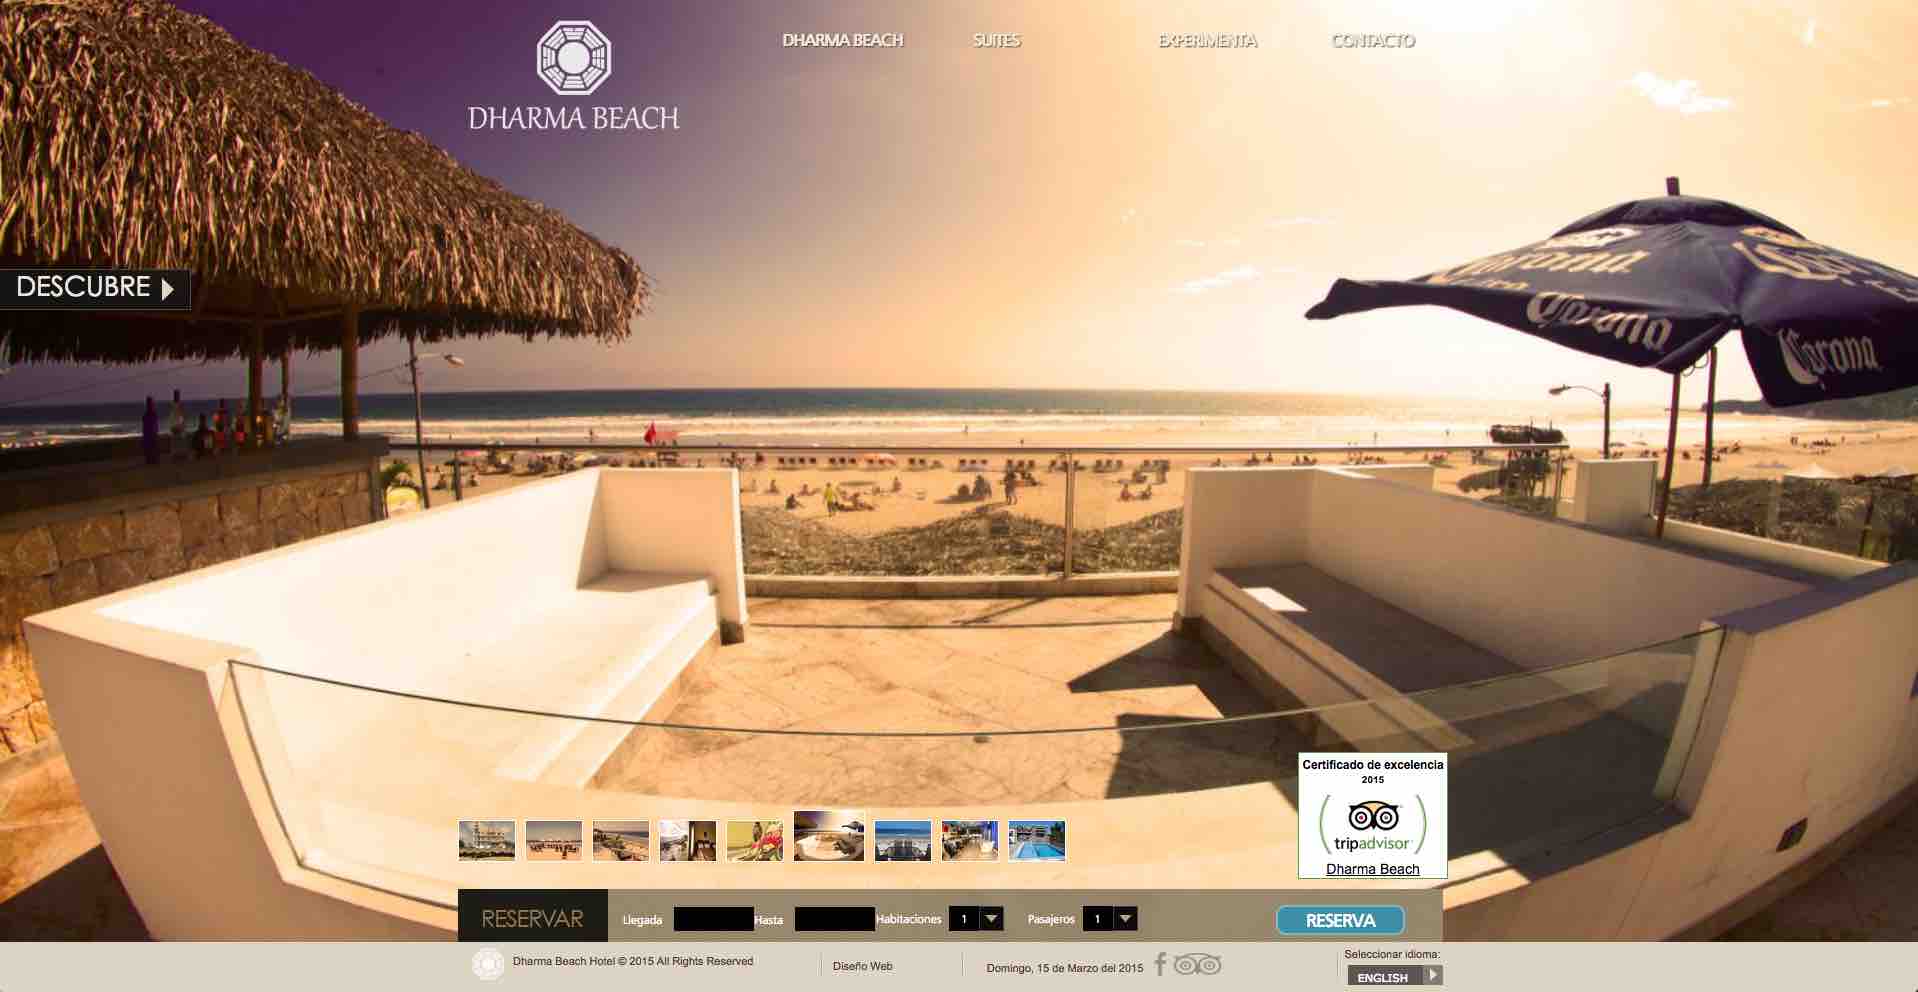 DHARMA BEACH
DHARMA BEACH
SUITES
EXPERIMENTA
CONTACTO
DESCUBRE
Corona
Corona
Corona
Certificado de excelencia
2015
tripadvisor
Dharma Beach
RESERVAR
Llegada
Hasta
Habitaciones
1
Pasajeros
1
RESERVA
Dharma Beach Hotel © 2015 All Rights Reserved
Diseño Web
Domingo, 15 de Marzo del 2015
Seleccionar idioma:
ENGLISH